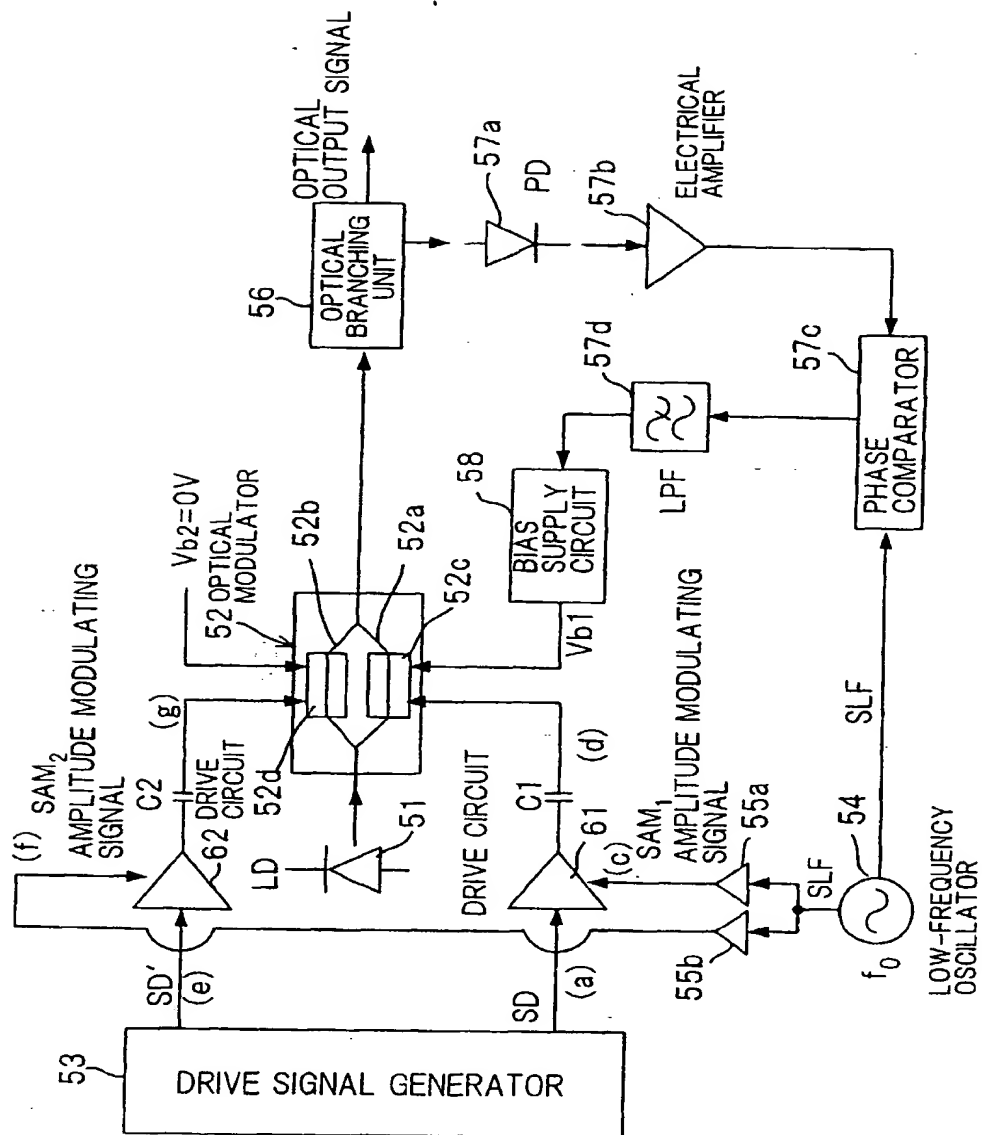 53
DRIVE SIGNAL GENERATOR
SD'
(e)
SD
(a)
(f) SAM2
AMPLITUDE MODULATING
SIGNAL
C2
62 DRIVE
CIRCUIT
(g)
Vb2=0V
52 OPTICAL
MODULATOR
52b
52a
52c
52d
LD
51
DRIVE CIRCUIT
C1
61
(d)
(c)
SAM1
AMPLITUDE MODULATING
SIGNAL
55a
55b
SLF
54
f0
LOW-FREQUENCY
OSCILLATOR
SLF
56
OPTICAL
BRANCHING
UNIT
OPTICAL
OUTPUT SIGNAL
57a
PD
57b
ELECTRICAL
AMPLIFIER
57c
PHASE
COMPARATOR
57d
LPF
58
BIAS
SUPPLY
CIRCUIT
Vb1